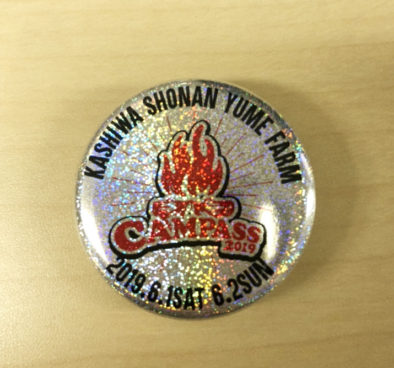 KASHIWA SHONAN YUME FARM
CAMPASS
2019
2019.6.1SAT 6.2SUN